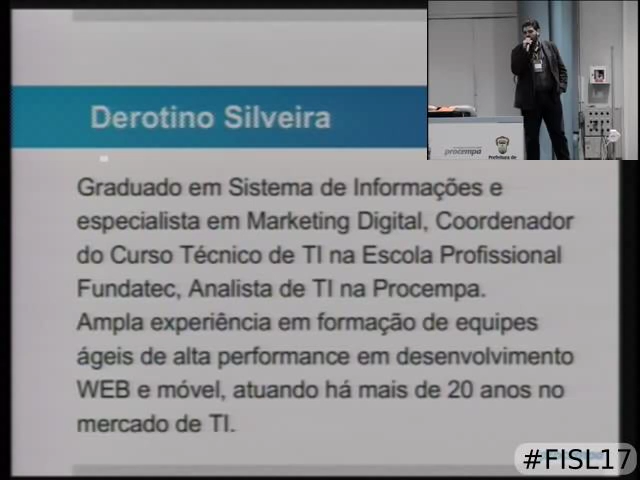 Derotino Silveira
Graduado em Sistema de Informações e
especialista em Marketing Digital, Coordenador
do Curso Técnico de TI na Escola Profissional
Fundatec, Analista de TI na Procempa.
Ampla experiência em formação de equipes
ágeis de alta performance em desenvolvimento
WEB e móvel, atuando há mais de 20 anos no
mercado de TI.
procempa
Prefeitura de
#FISL17